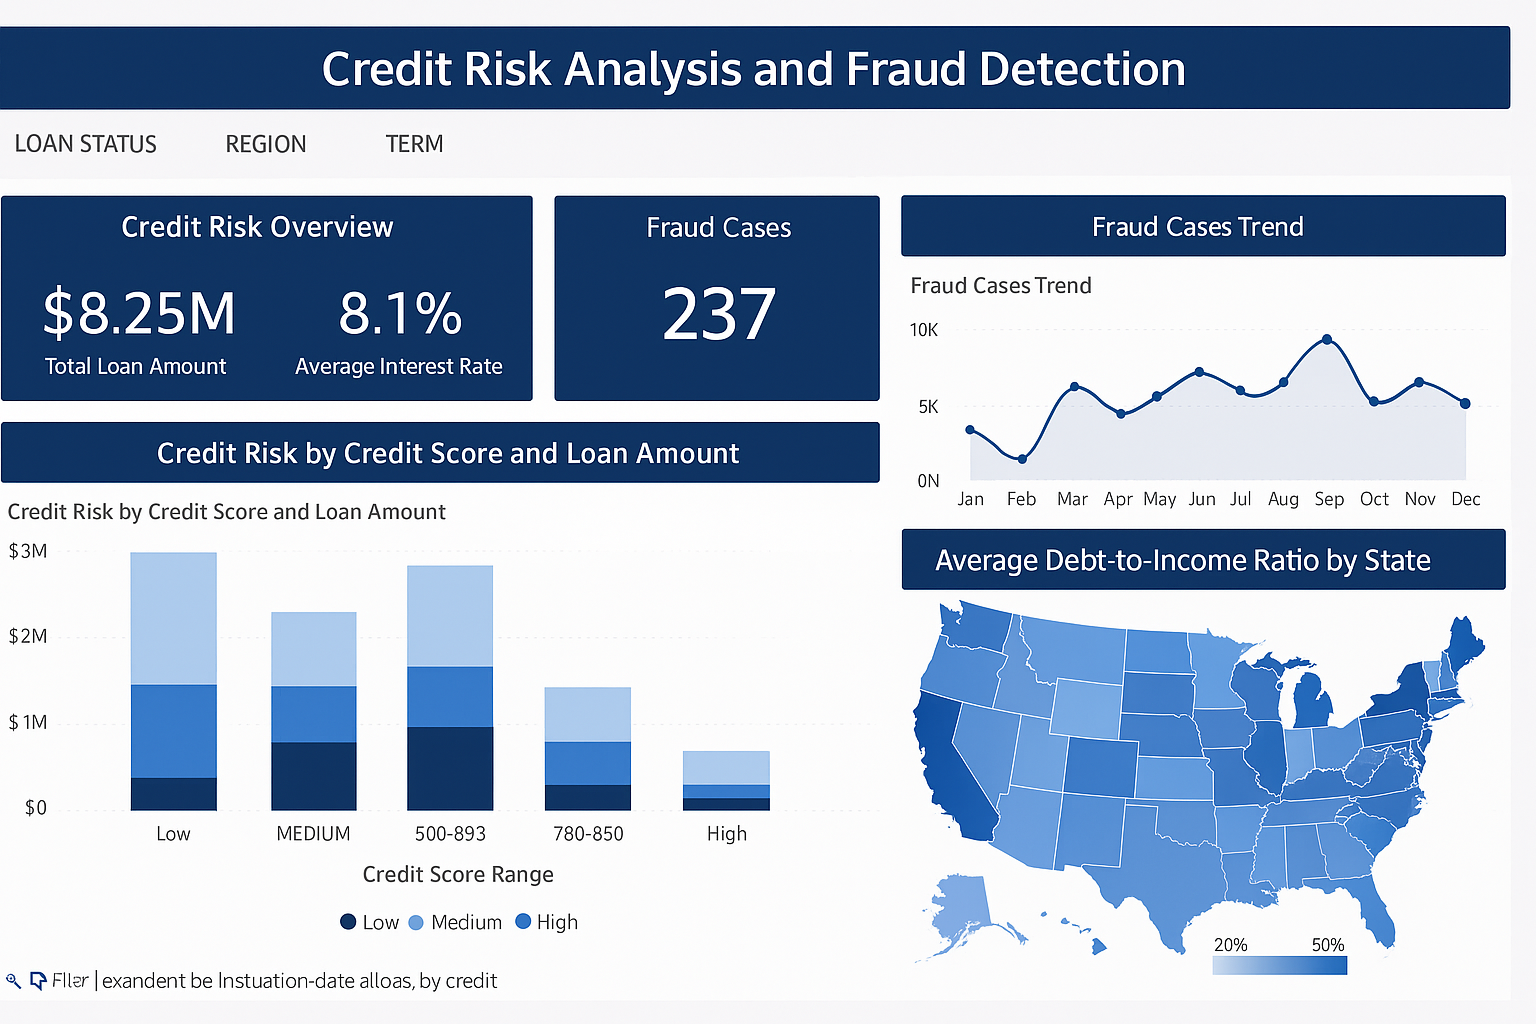 Credit Risk Analysis and Fraud Detection
LOAN STATUS REGION TERM
Credit Risk Overview
$8.25M 8.1%
Total Loan Amount Average Interest Rate
Fraud Cases
237
Fraud Cases Trend
Fraud Cases Trend
10K
5K
0N
Jan Feb Mar Apr May Jun Jul Aug Sep Oct Nov Dec
Credit Risk by Credit Score and Loan Amount
Credit Risk by Credit Score and Loan Amount
$3M
$2M
$1M
$0
Low MEDIUM 500-893 780-850 High
Credit Score Range
Low Medium High
Average Debt-to-Income Ratio by State
20% 50%
| exandent be Instuation-date alloas, by credit